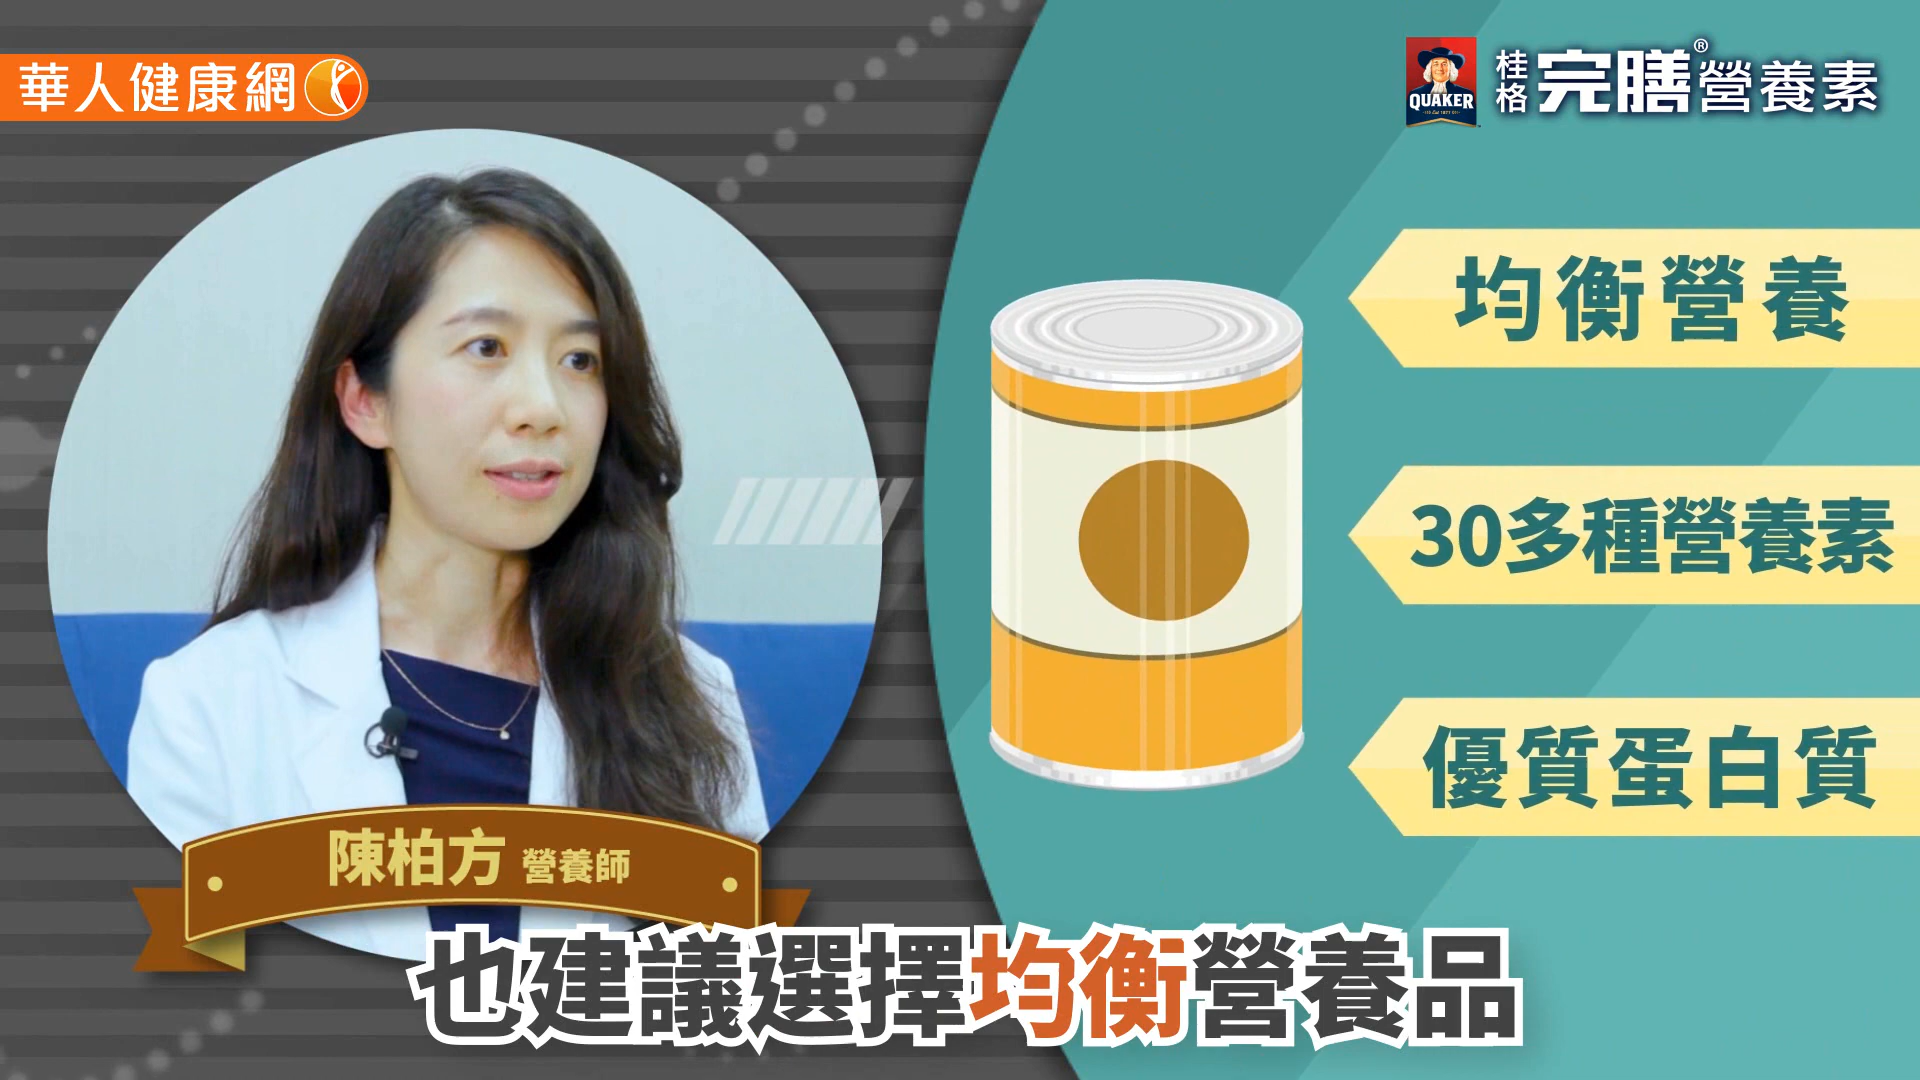 華人健康網
QUAKER
桂格 完膳®營養素
均衡營養
30多種營養素
優質蛋白質
陳柏方 營養師
也建議選擇均衡營養品